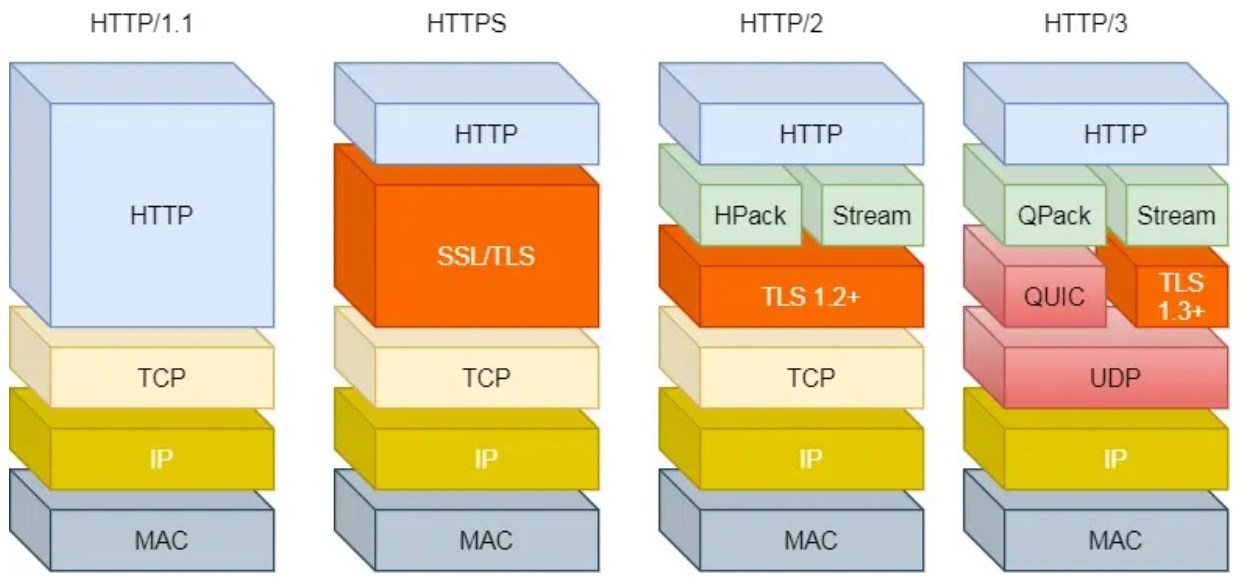 HTTP/1.1
HTTPS
HTTP/2
HTTP/3
HTTP
TCP
IP
MAC
HTTP
SSL/TLS
TCP
IP
MAC
HTTP
HPack
Stream
TLS 1.2+
TCP
IP
MAC
HTTP
QPack
Stream
QUIC
TLS
1.3+
UDP
IP
MAC